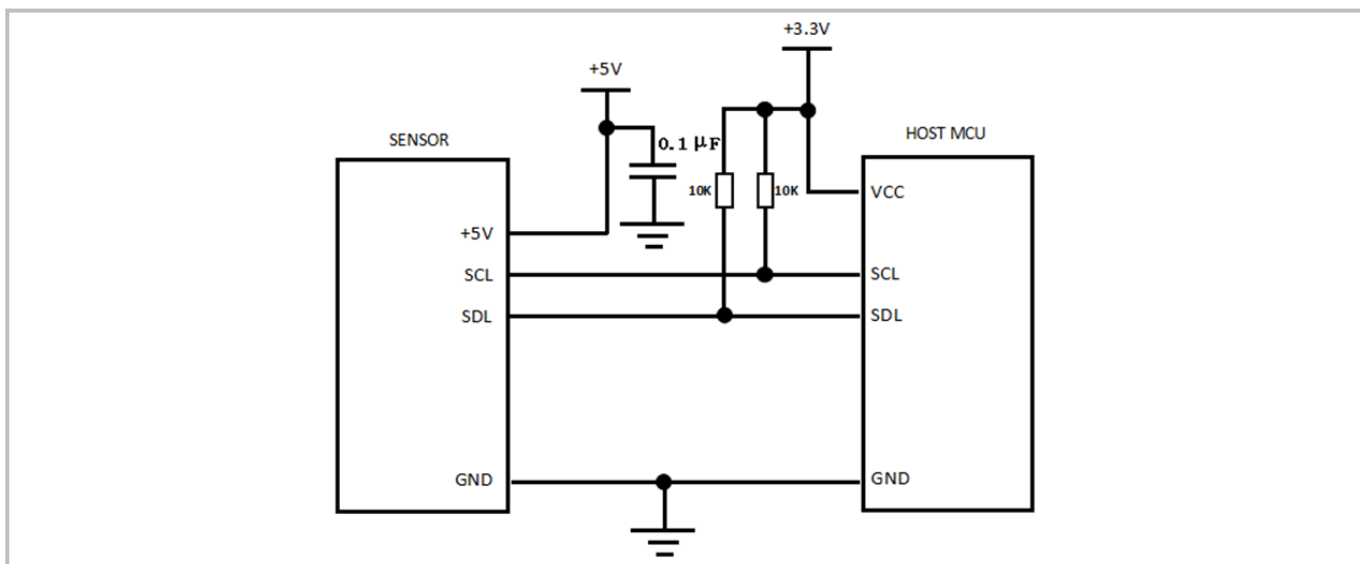 +3.3V
+5V
SENSOR
HOST MCU
0.1 μF
10K
10K
VCC
+5V
SCL
SCL
SDL
SDL
GND
GND